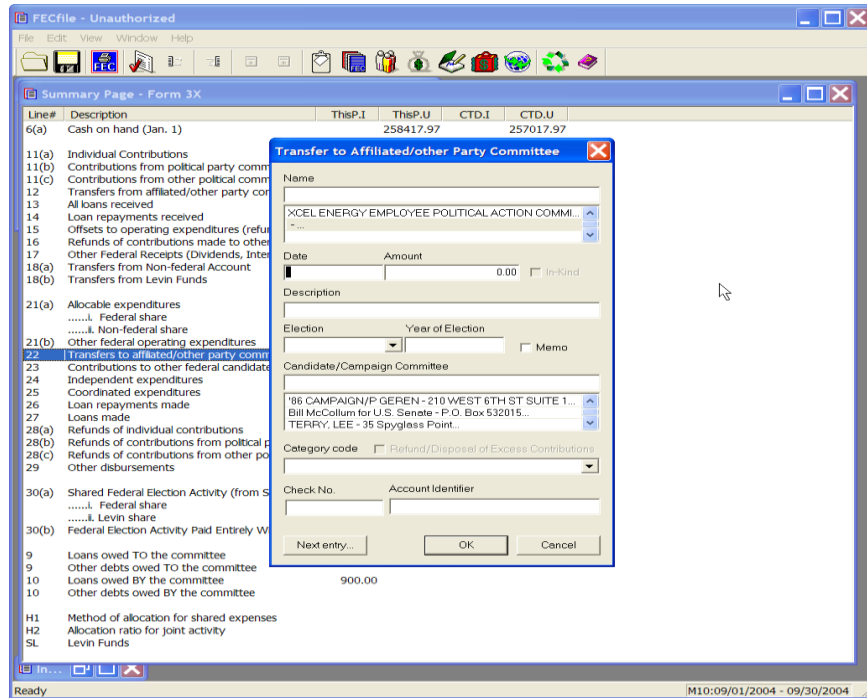 FECfile - Unauthorized
File Edit View Window Help
FEC
Summary Page - Form 3X
Line# Description ThisP.I ThisP.U CTD.I CTD.U
6(a) Cash on hand (Jan. 1) 258417.97 257017.97
11(a) Individual Contributions
11(b) Contributions from political party comm
11(c) Contributions from other political comm
12 Transfers from affiliated/other party cor
13 All loans received
14 Loan repayments received
15 Offsets to operating expenditures (refur
16 Refunds of contributions made to other
17 Other Federal Receipts (Dividends, Inter
18(a) Transfers from Non-federal Account
18(b) Transfers from Levin Funds
21(a) Allocable expenditures
......i. Federal share
......ii. Non-federal share
21(b) Other federal operating expenditures
22 Transfers to affiliated/other party comm
23 Contributions to other federal candidate
24 Independent expenditures
25 Coordinated expenditures
26 Loan repayments made
27 Loans made
28(a) Refunds of individual contributions
28(b) Refunds of contributions from political p
28(c) Refunds of contributions from other po
29 Other disbursements
30(a) Shared Federal Election Activity (from S
......i. Federal share
......ii. Levin share
30(b) Federal Election Activity Paid Entirely W
9 Loans owed TO the committee
9 Other debts owed TO the committee
10 Loans owed BY the committee 900.00
10 Other debts owed BY the committee
H1 Method of allocation for shared expenses
H2 Allocation ratio for joint activity
SL Levin Funds
Transfer to Affiliated/other Party Committee
Name
XCEL ENERGY EMPLOYEE POLITICAL ACTION COMMI...
- ...
Date Amount
0.00 In-Kind
Description
Election Year of Election
Memo
Candidate/Campaign Committee
'86 CAMPAIGN/P GEREN - 210 WEST 6TH ST SUITE 1...
Bill McCollum for U.S. Senate - P.O. Box 532015...
TERRY, LEE - 35 Spyglass Point...
Category code Refund/Disposal of Excess Contributions
Check No. Account Identifier
Next entry... OK Cancel
In...
Ready M10:09/01/2004 - 09/30/2004